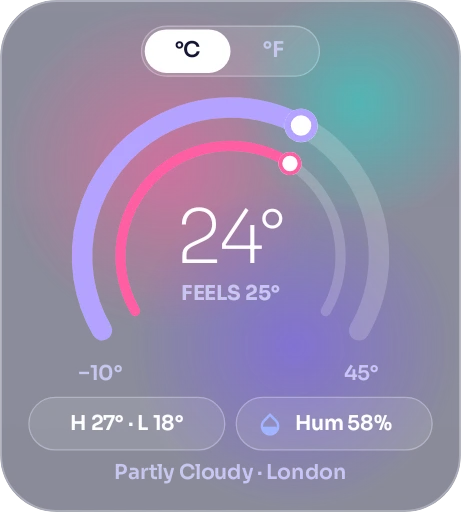 °C °F
24°
FEELS 25°
−10° 45°
H 27° · L 18° Hum 58%
Partly Cloudy · London